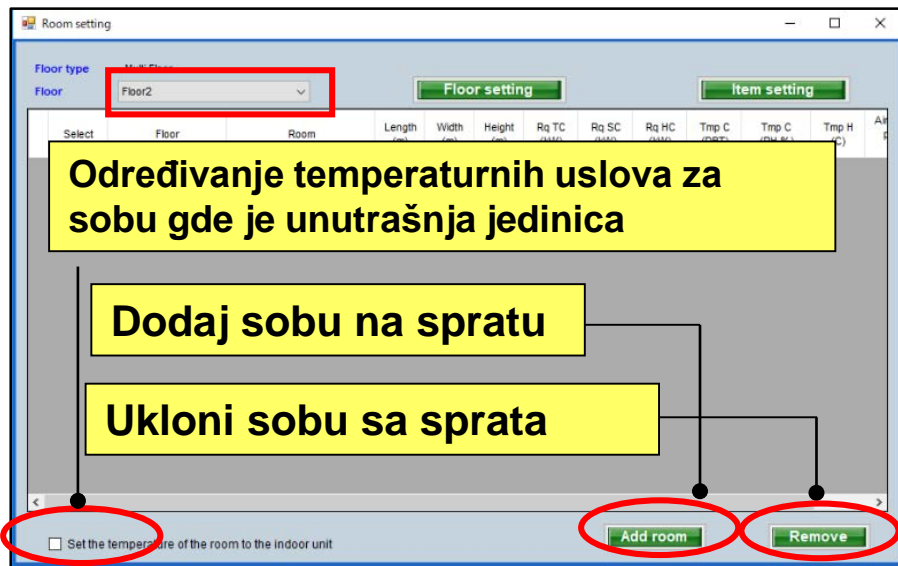 Room setting
Floor type Multi Floor
Floor Floor2 Floor setting Item setting
Select Floor Room Length Width Height Rq TC Rq SC Rq HC Tmp C Tmp C Tmp H
(C)
Određivanje temperaturnih uslova za
sobu gde je unutrašnja jedinica
Dodaj sobu na spratu
Ukloni sobu sa sprata
Set the temperature of the room to the indoor unit Add room Remove